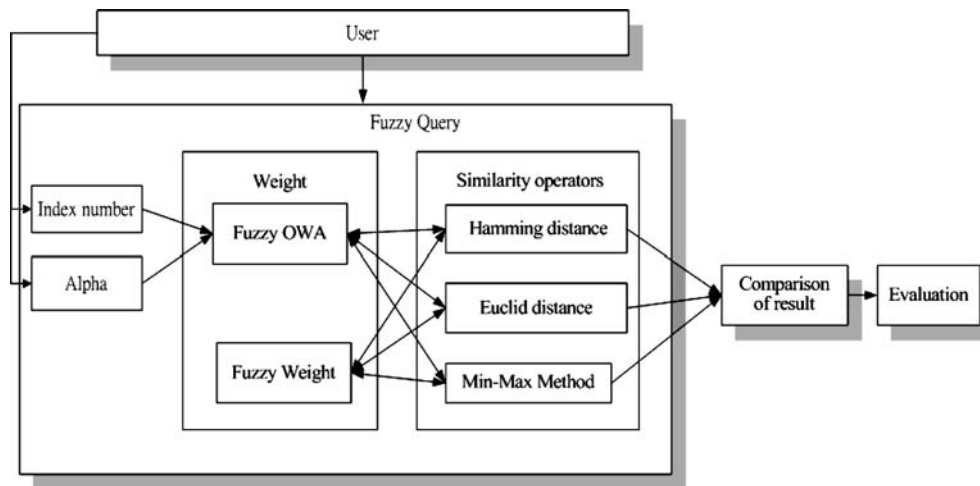 User
Fuzzy Query
Weight
Similarity operators
Index number
Fuzzy OWA
Hamming distance
Alpha
Euclid distance
Comparison
of result
Evaluation
Fuzzy Weight
Min-Max Method